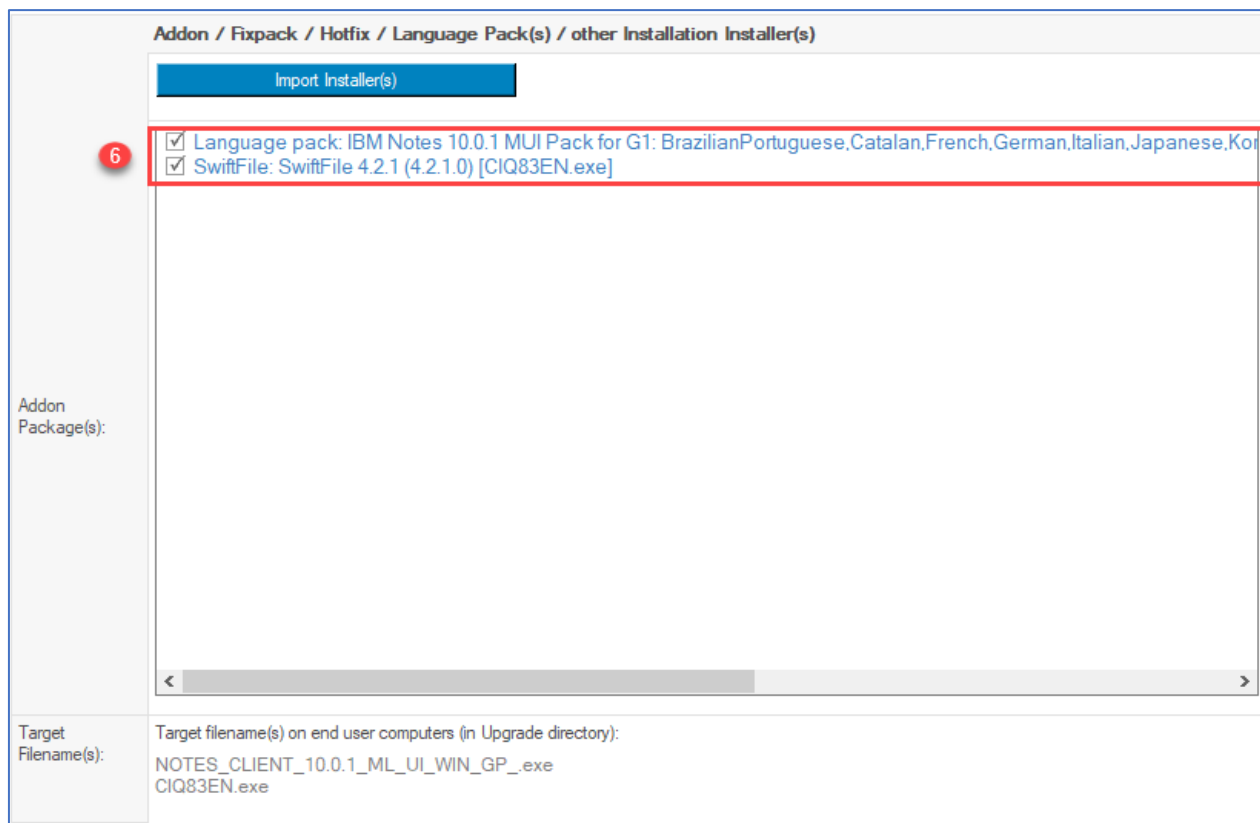 Addon / Fixpack / Hotfix / Language Pack(s) / other Installation Installer(s)
Import Installer(s)
6
Language pack: IBM Notes 10.0.1 MUI Pack for G1: BrazilianPortuguese,Catalan,French,German,Italian,Japanese,Kor
SwiftFile: SwiftFile 4.2.1 (4.2.1.0) [CIQ83EN.exe]
Addon
Package(s):
Target
Filename(s):
Target filename(s) on end user computers (in Upgrade directory):
NOTES_CLIENT_10.0.1_ML_UI_WIN_GP_.exe
CIQ83EN.exe